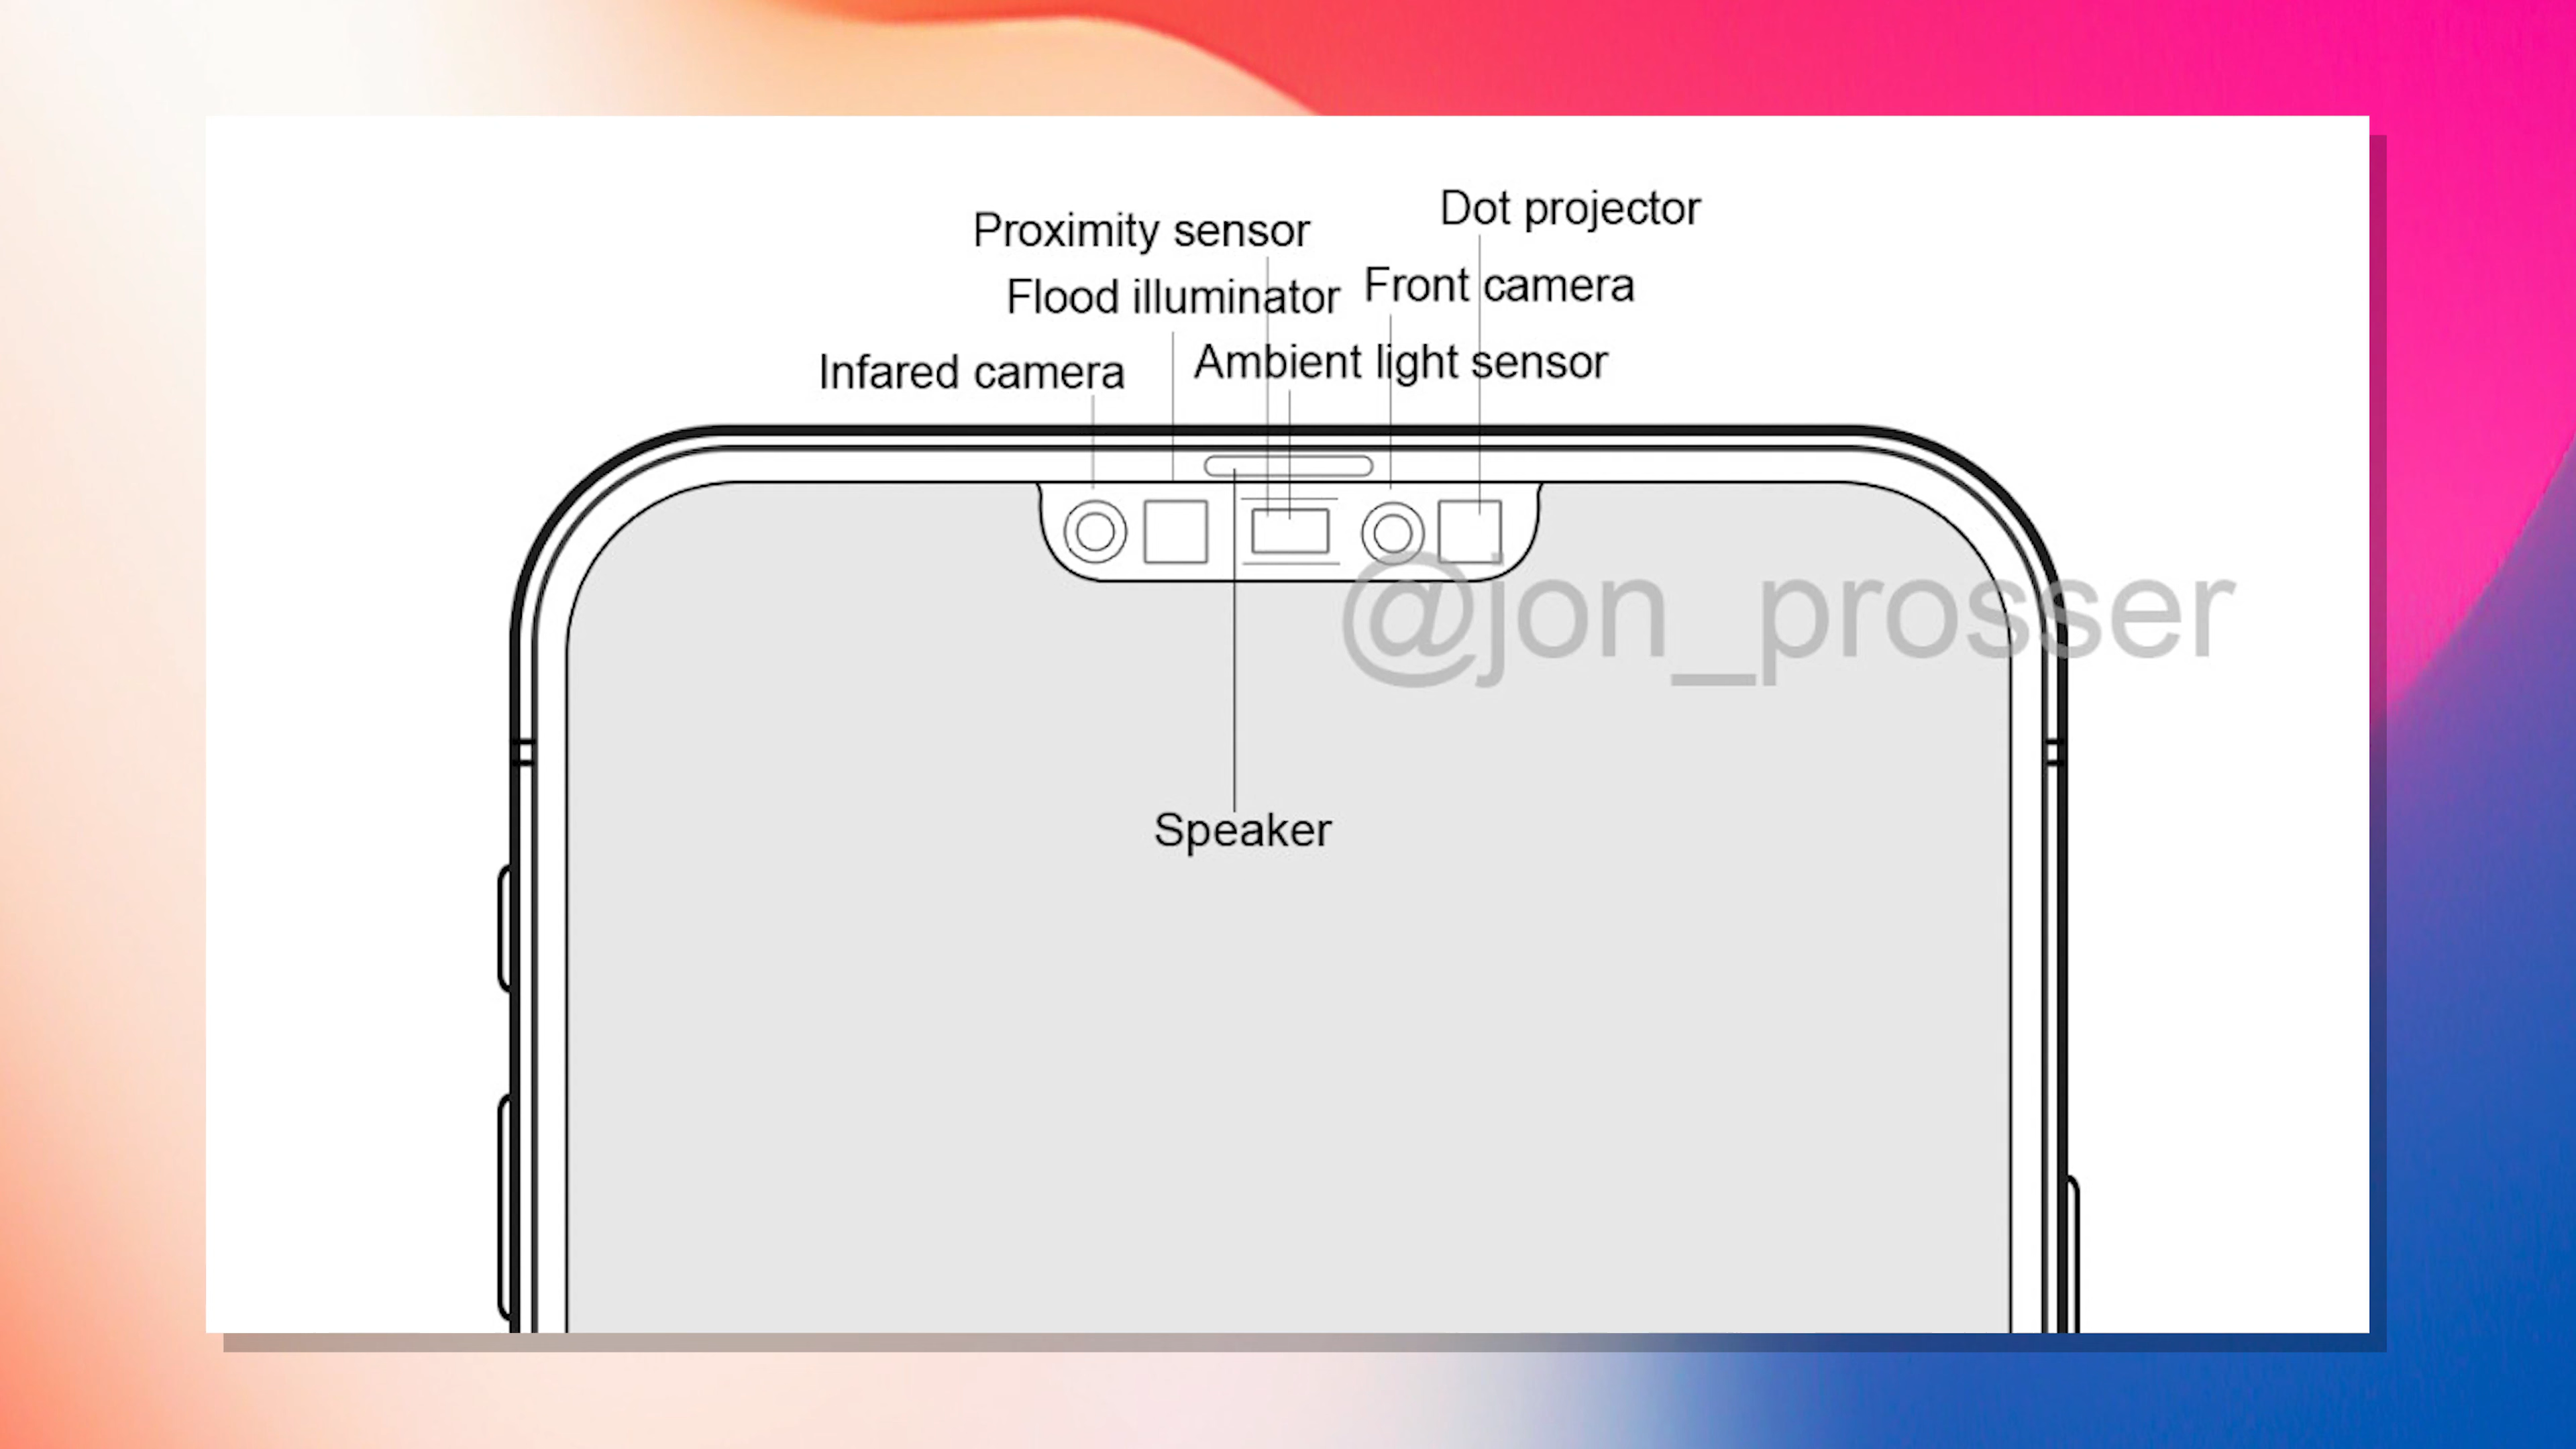 Dot projector
Proximity sensor
Front camera
Flood illuminator
Ambient light sensor
Infared camera
@jon_prosser
Speaker